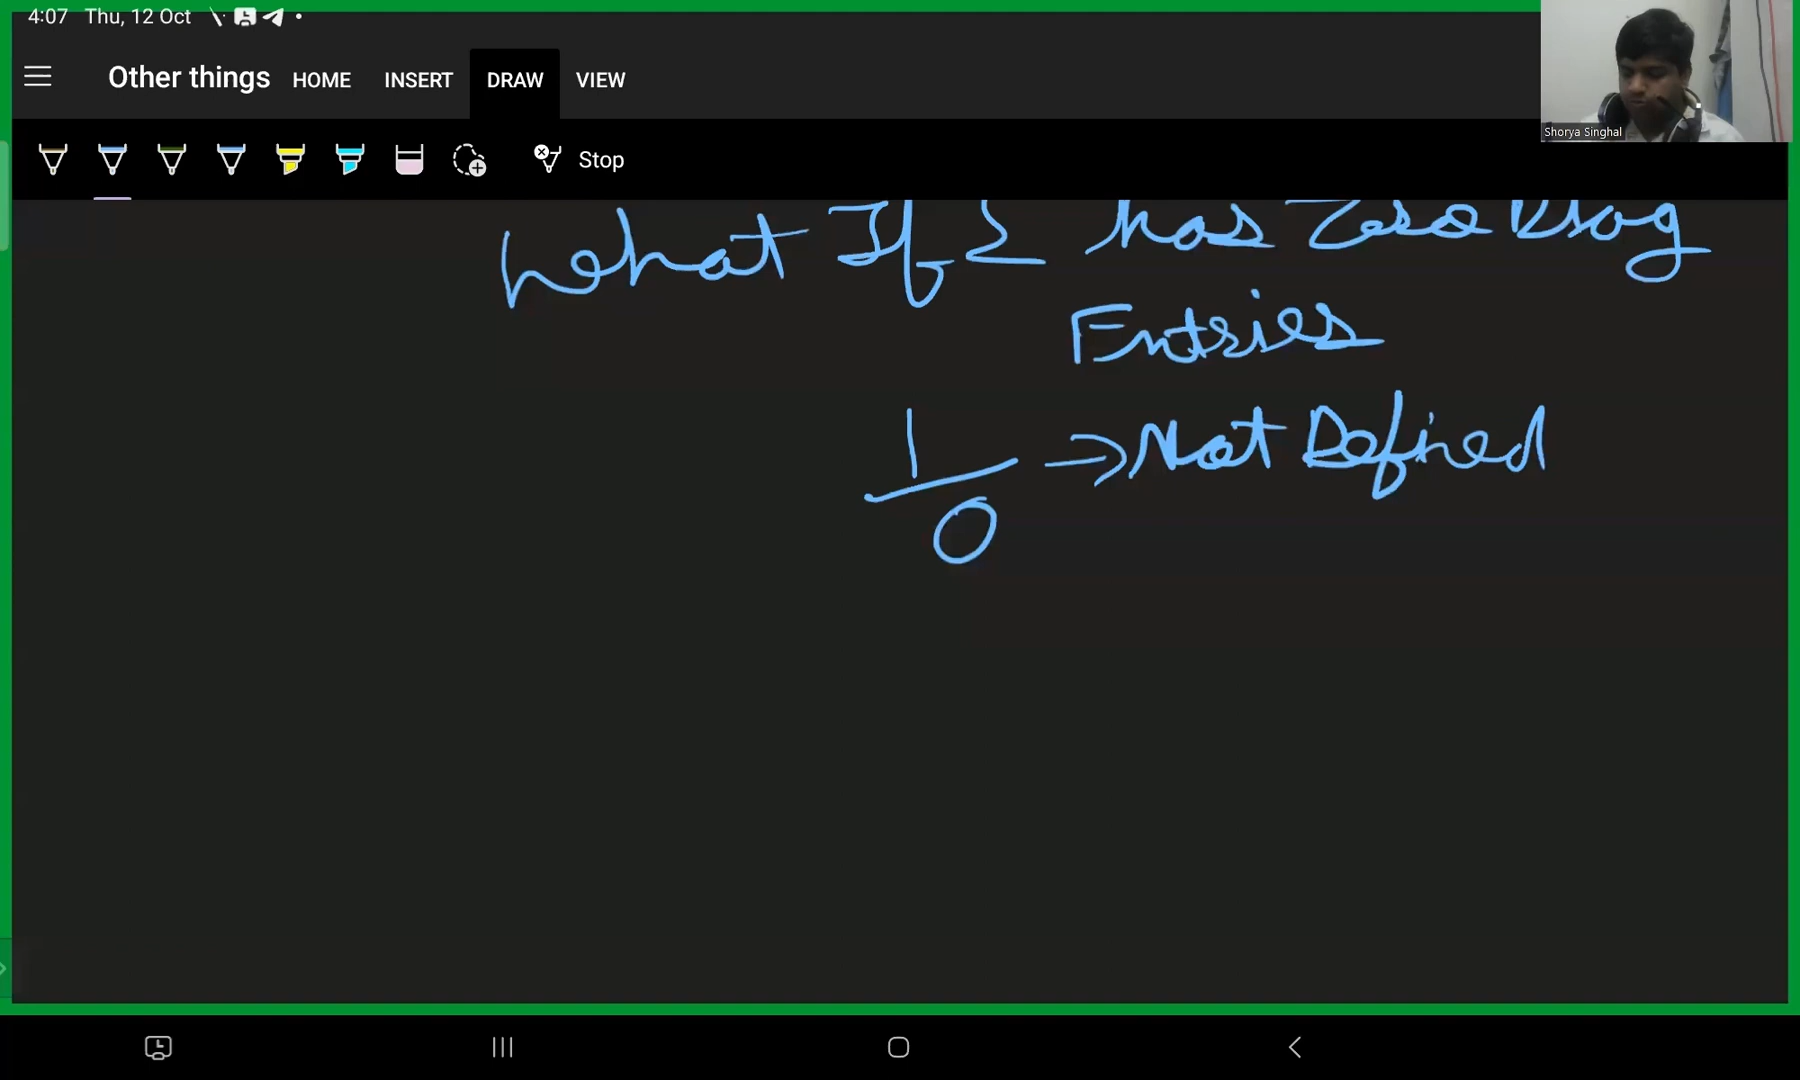 4:07 Thu, 12 Oct
Other things HOME INSERT DRAW VIEW
Shorya Singhal
Stop
What If Σ has Zero Diag
Entries
1/0 → Not Defined